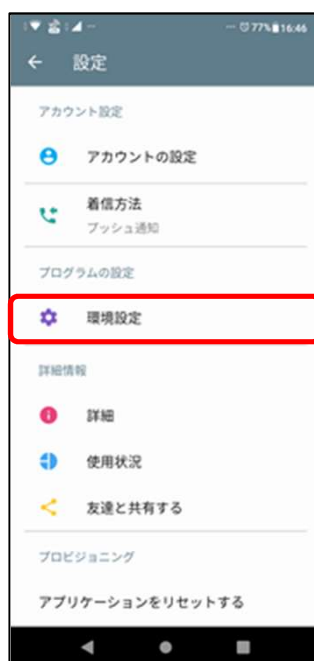 77% 16:46
設定
アカウント設定
アカウントの設定
着信方法
プッシュ通知
プログラムの設定
環境設定
詳細情報
詳細
使用状況
友達と共有する
プロビジョニング
アプリケーションをリセットする